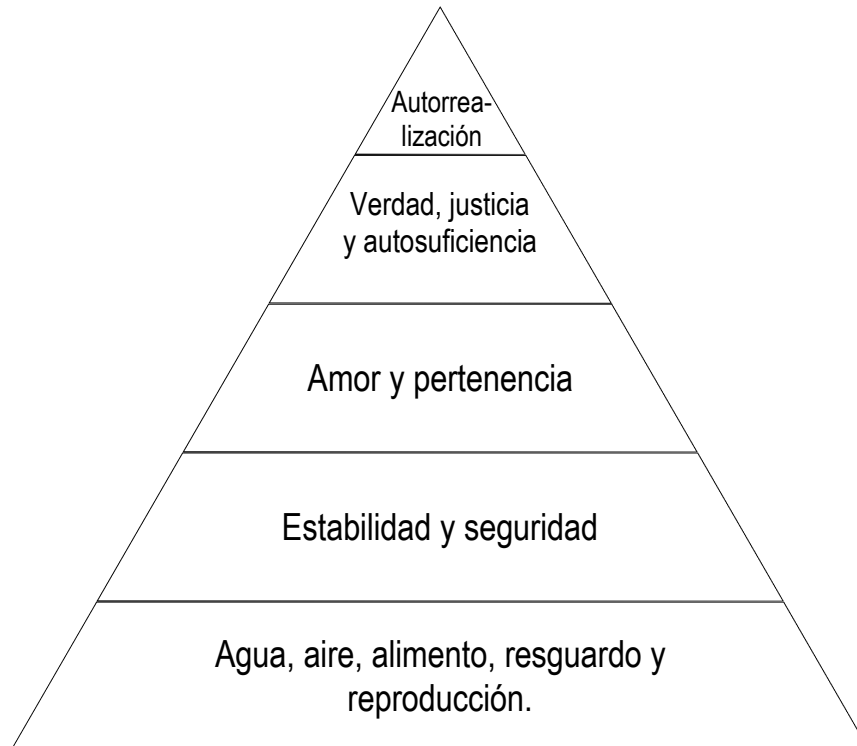 Autorrea-
lización
Verdad, justicia
y autosuficiencia
Amor y pertenencia
Estabilidad y seguridad
Agua, aire, alimento, resguardo y
reproducción.